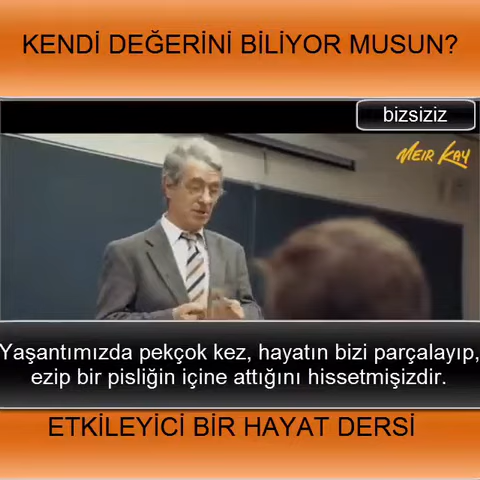 KENDİ DEĞERİNİ BİLİYOR MUSUN?
bizsiziz
MEIR KAY
Yaşantımızda pekçok kez, hayatın bizi parçalayıp,
ezip bir pisliğin içine attığını hissetmişizdir.
ETKİLEYİCİ BİR HAYAT DERSİ